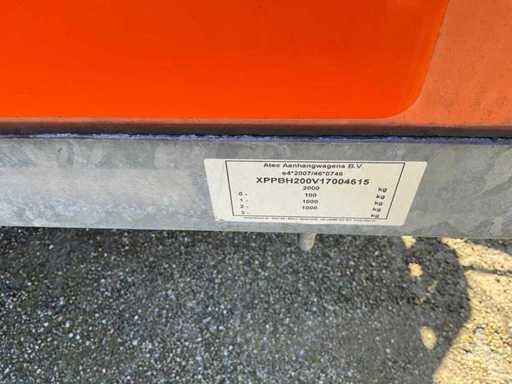 Atec Aanhangwagens B.V.
e4*2007/46*0746
XPPBH200V17004615
2000 kg
0 - 100 kg
1 - 1000 kg
2 - 1000 kg
3 - kg